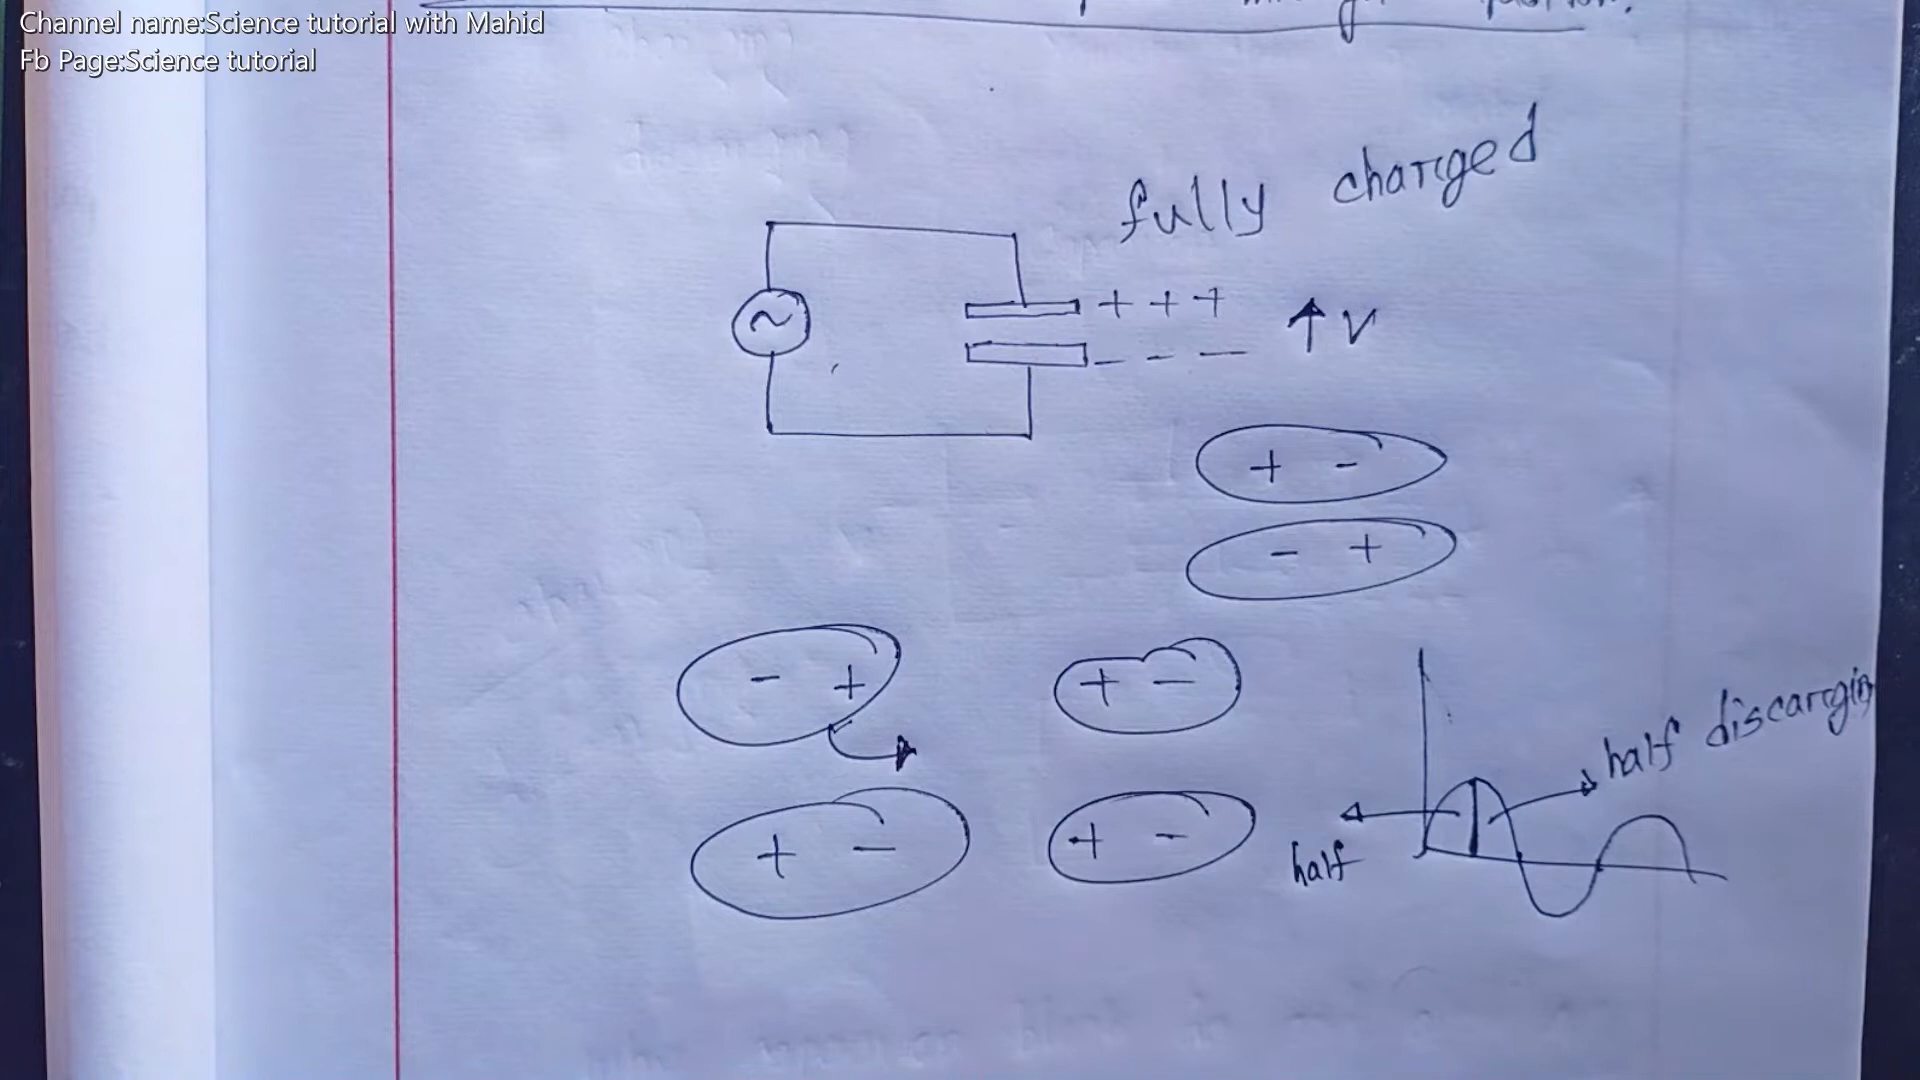 Channel name:Science tutorial with Mahid
Fb Page:Science tutorial
fully charged
+ + +
- - -
↑ V
~
+ -
- +
- +
+ -
+ -
+ -
half discargin
half